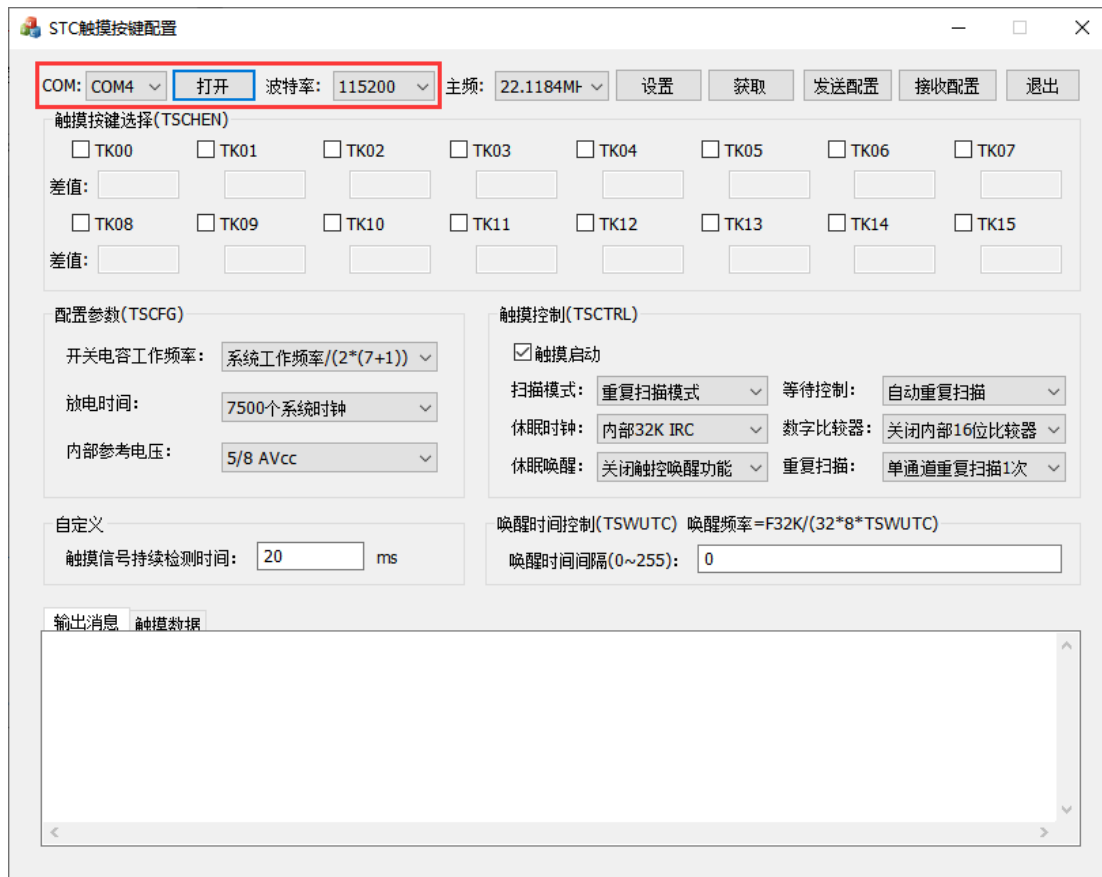 STC触摸按键配置
COM: COM4 打开 波特率: 115200 主频: 22.1184MH 设置 获取 发送配置 接收配置 退出
触摸按键选择(TSCHEN)
TK00 TK01 TK02 TK03 TK04 TK05 TK06 TK07
差值:
TK08 TK09 TK10 TK11 TK12 TK13 TK14 TK15
差值:
配置参数(TSCFG)
开关电容工作频率: 系统工作频率/(2*(7+1))
放电时间: 7500个系统时钟
内部参考电压: 5/8 AVcc
触摸控制(TSCTRL)
触摸启动
扫描模式: 重复扫描模式 等待控制: 自动重复扫描
休眠时钟: 内部32K IRC 数字比较器: 关闭内部16位比较器
休眠唤醒: 关闭触控唤醒功能 重复扫描: 单通道重复扫描1次
自定义
触摸信号持续检测时间: 20 ms
唤醒时间控制(TSWUTC) 唤醒频率=F32K/(32*8*TSWUTC)
唤醒时间间隔(0~255): 0
输出消息 触摸数据